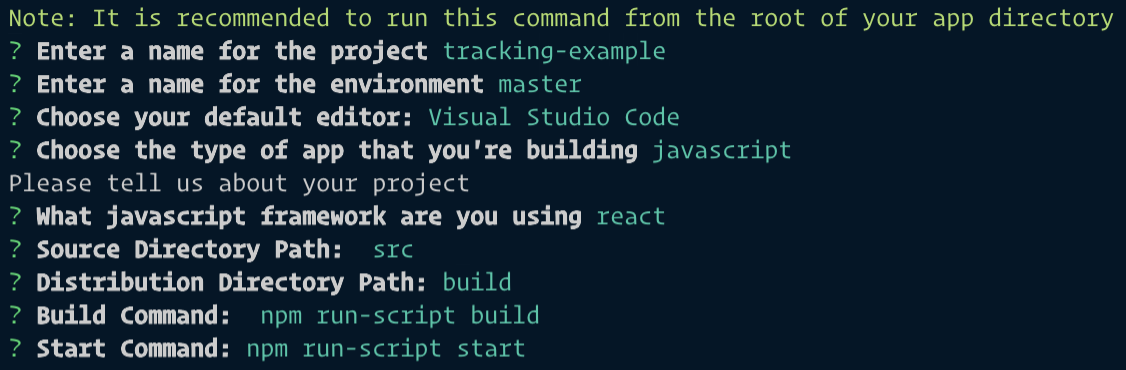 Note: It is recommended to run this command from the root of your app directory
? Enter a name for the project tracking-example
? Enter a name for the environment master
? Choose your default editor: Visual Studio Code
? Choose the type of app that you're building javascript
Please tell us about your project
? What javascript framework are you using react
? Source Directory Path:  src
? Distribution Directory Path: build
? Build Command:  npm run-script build
? Start Command: npm run-script start